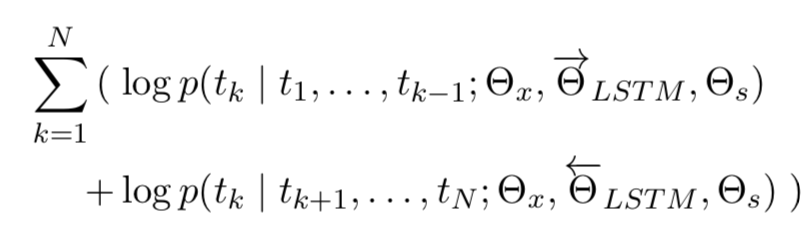 \sum_{k=1}^{N} ( \log p(t_k \mid t_1, \ldots, t_{k-1}; \Theta_x, \overrightarrow{\Theta}_{LSTM}, \Theta_s)
+ \log p(t_k \mid t_{k+1}, \ldots, t_N; \Theta_x, \overleftarrow{\Theta}_{LSTM}, \Theta_s) )